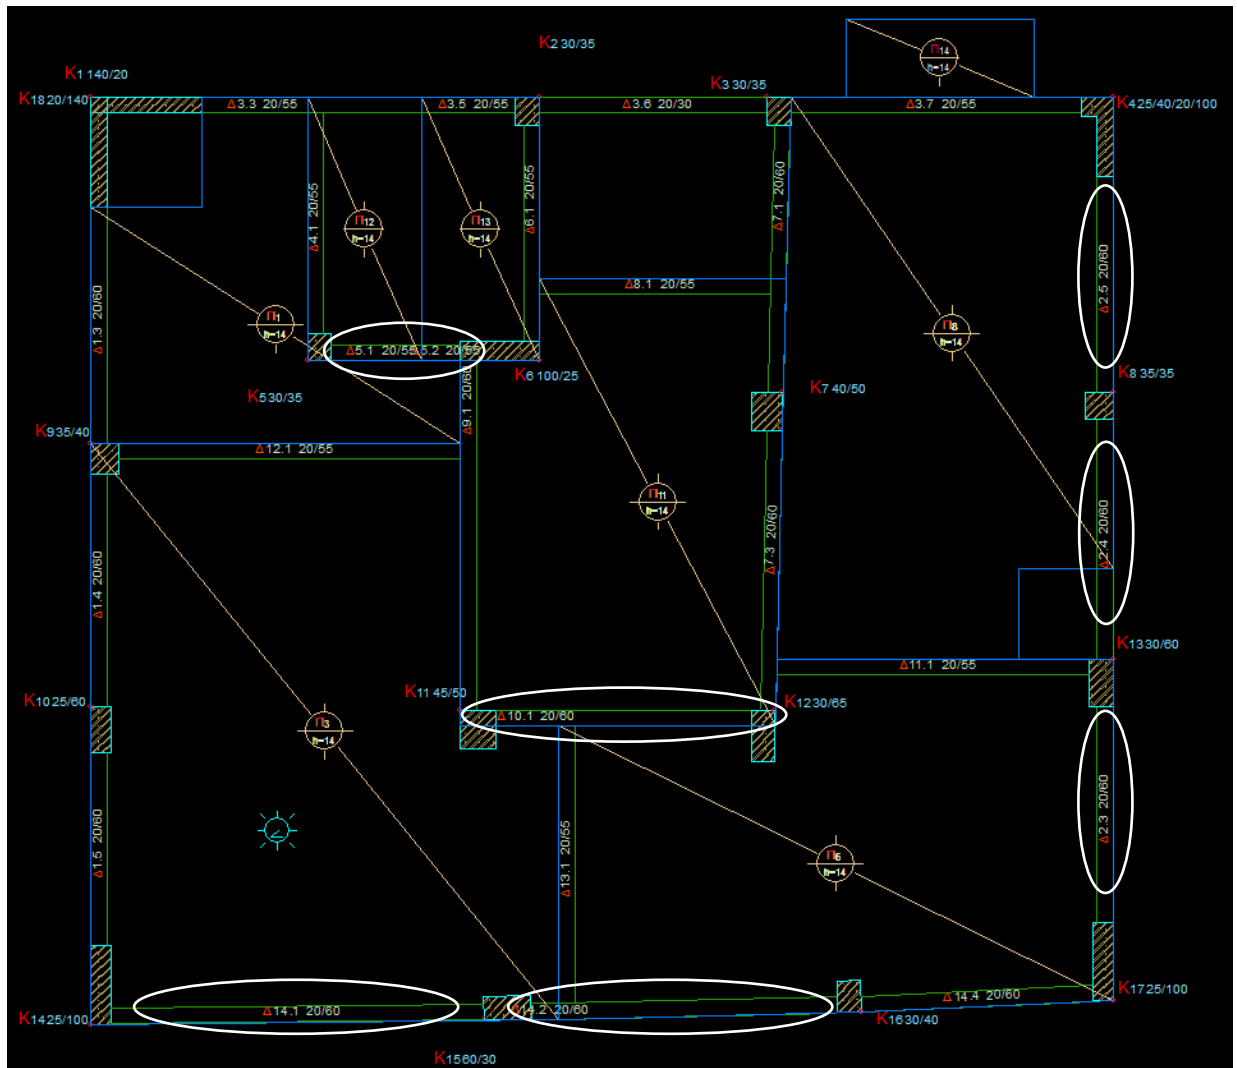 K2 30/35
Π14
h=14
K1 140/20
K3 30/35
K18 20/140
Δ3.3 20/55
Δ3.5 20/55
Δ3.6 20/30
Δ3.7 20/55
K4 25/40/20/100
Δ4.1 20/55
Π12
h=14
Π13
h=14
Δ6.1 20/55
Δ7.1 20/60
Δ2.5 20/60
Δ1.3 20/60
Π1
h=14
Δ8.1 20/55
Π8
h=14
Δ5.1 20/55
Δ5.2 20/55
K6 100/25
K5 30/35
Δ9.1 20/60
K7 40/50
K8 35/35
K9 35/40
Δ12.1 20/55
Π11
h=14
Δ7.3 20/60
Δ2.4 20/60
Δ1.4 20/60
K13 30/60
Δ11.1 20/55
K10 25/60
K11 45/50
K12 30/65
Δ10.1 20/60
Π3
h=14
Δ1.5 20/60
Δ13.1 20/55
Π6
h=14
Δ2.3 20/60
K17 25/100
Δ14.4 20/60
Δ14.1 20/60
Δ14.2 20/60
K14 25/100
K16 30/40
K15 60/30